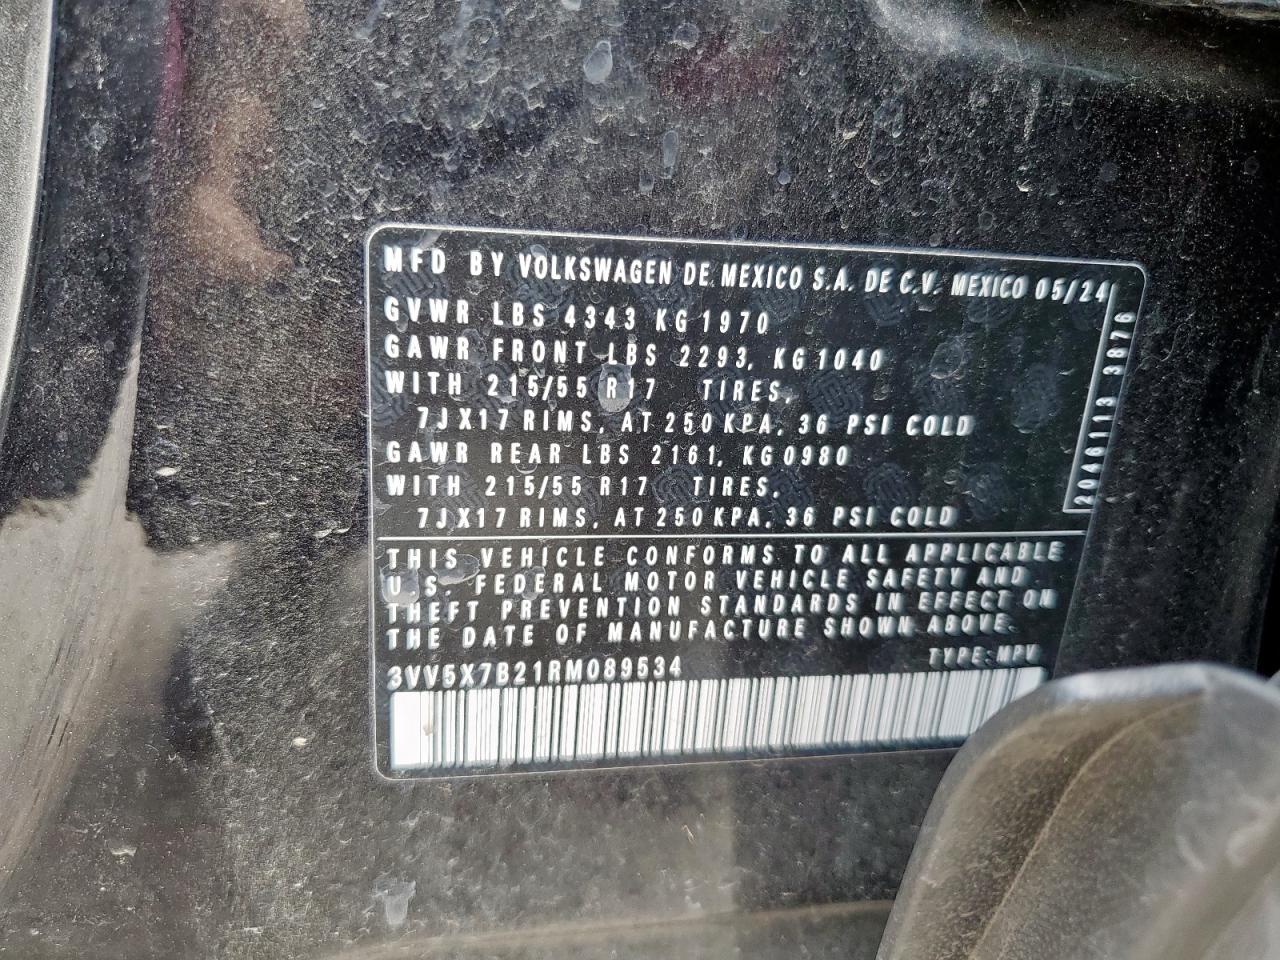 MFD BY VOLKSWAGEN DE MEXICO S.A. DE C.V. MEXICO 05/24
GVWR LBS 4343 KG 1970
GAWR FRONT LBS 2293, KG 1040
WITH 215/55 R17 TIRES,
7JX17 RIMS, AT 250 KPA, 36 PSI COLD
GAWR REAR LBS 2161, KG0980
WITH 215/55 R17 TIRES,
7JX17 RIMS, AT 250 KPA, 36 PSI COLD
20461113 3876
THIS VEHICLE CONFORMS TO ALL APPLICABLE
U.S. FEDERAL MOTOR VEHICLE SAFETY AND
THEFT PREVENTION STANDARDS IN EFFECT ON
THE DATE OF MANUFACTURE SHOWN ABOVE.
3VV5X7B21RM089534
TYPE: MPV